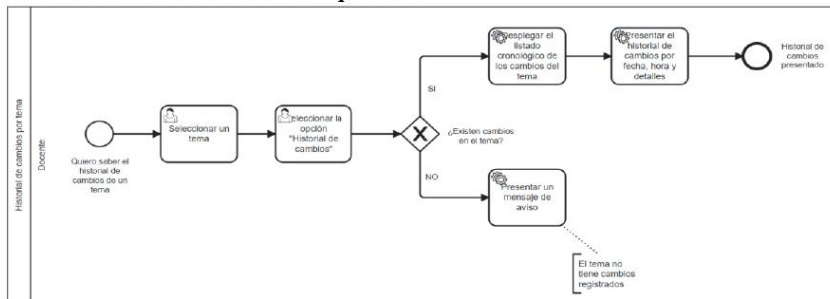 Historial de cambios por tema
Docente
Quiero saber el
historial de
cambios de un
tema
Seleccionar un
tema
Seleccionar la
opción
"Historial de
cambios"
¿Existen cambios
en el tema?
SI
Desplegar el
listado
cronológico de
los cambios del
tema
Presentar el
historial de
cambios por
fecha, hora y
detalles
Historial de
cambios
presentado
NO
Presentar un
mensaje de
aviso
El tema no
tiene cambios
registrados